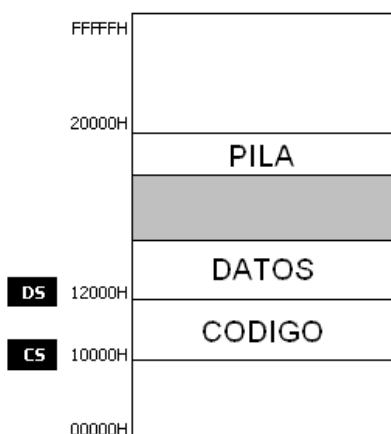 FFFFFH
20000H
PILA
DATOS
DS 12000H
CODIGO
CS 10000H
00000H